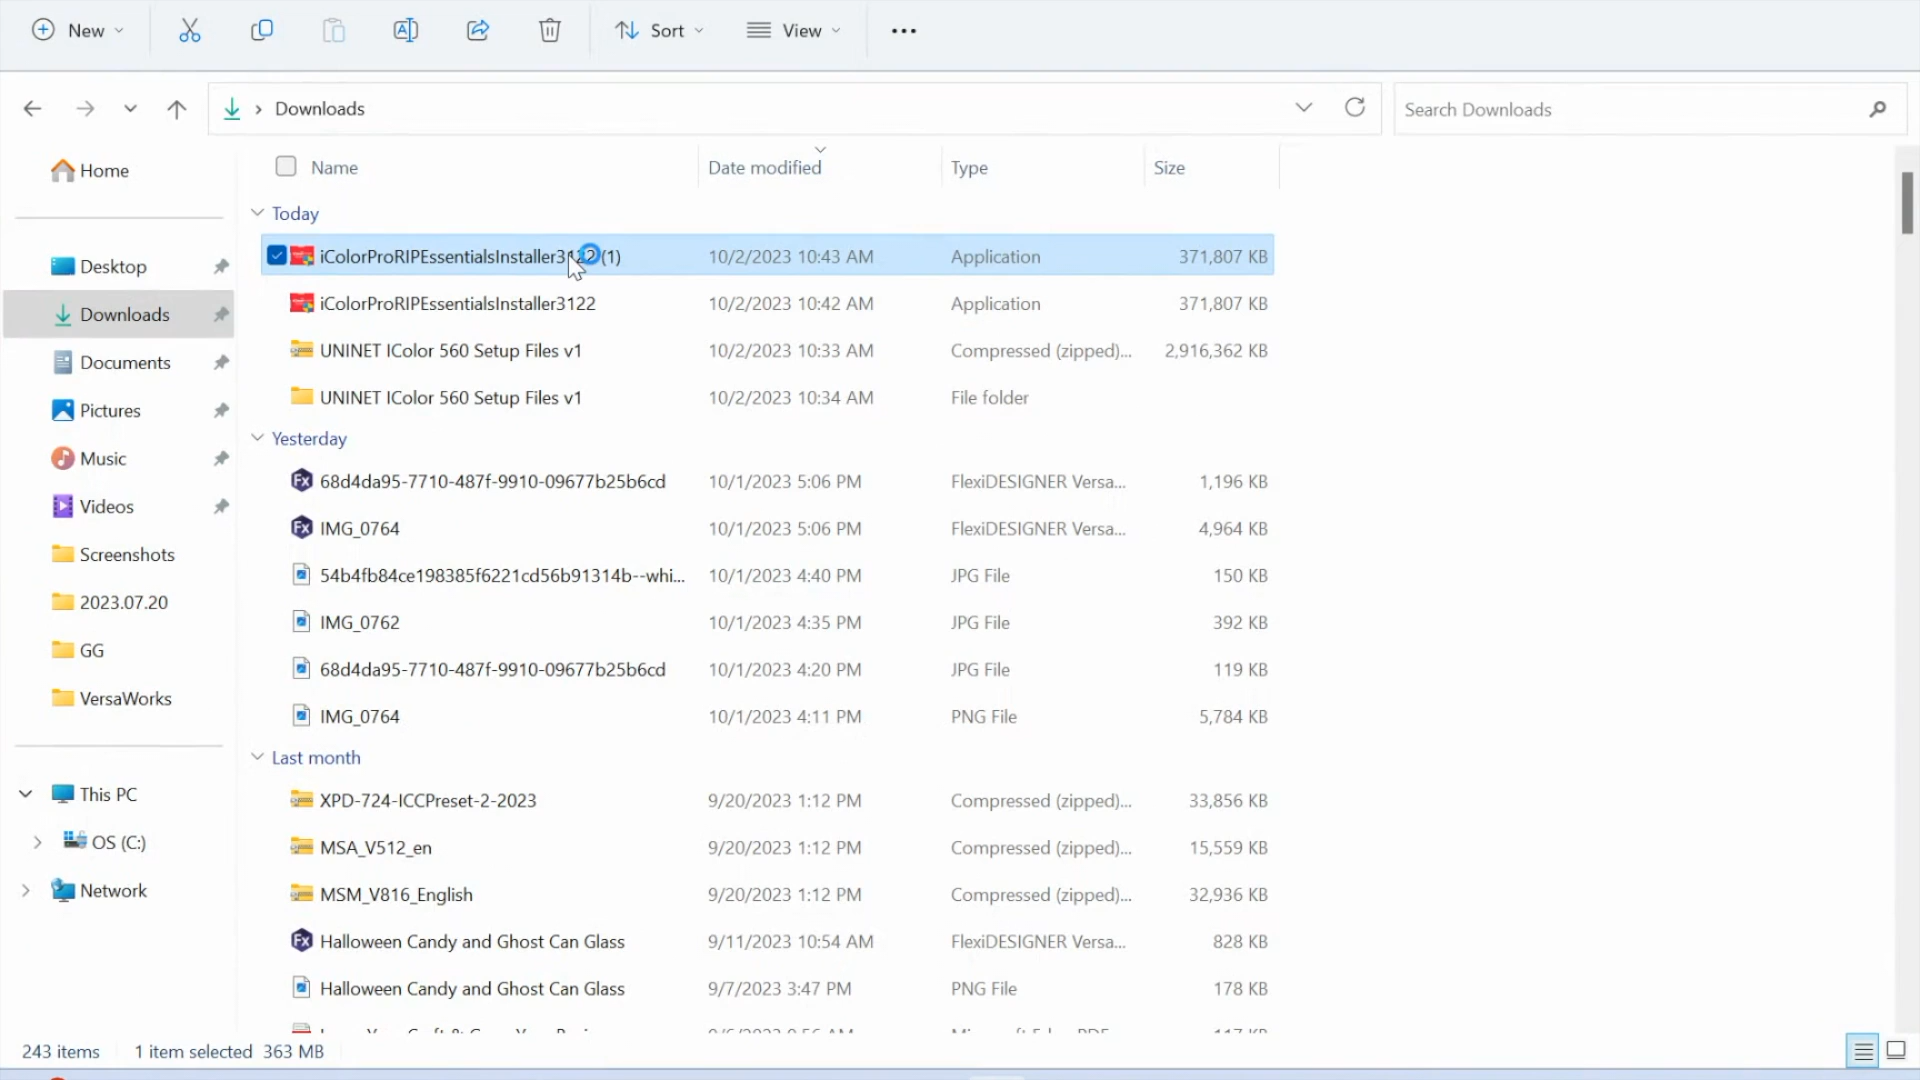 New
Sort
View
Downloads
Search Downloads
Name Date modified Type Size
Home
Desktop
Downloads
Documents
Pictures
Music
Videos
Screenshots
2023.07.20
GG
VersaWorks
This PC
OS (C:)
Network
Today
iColorProRIPEssentialsInstaller3122 (1) 10/2/2023 10:43 AM Application 371,807 KB
iColorProRIPEssentialsInstaller3122 10/2/2023 10:42 AM Application 371,807 KB
UNINET IColor 560 Setup Files v1 10/2/2023 10:33 AM Compressed (zipped)... 2,916,362 KB
UNINET IColor 560 Setup Files v1 10/2/2023 10:34 AM File folder
Yesterday
Fx 68d4da95-7710-487f-9910-09677b25b6cd 10/1/2023 5:06 PM FlexiDESIGNER Versa... 1,196 KB
Fx IMG_0764 10/1/2023 5:06 PM FlexiDESIGNER Versa... 4,964 KB
54b4fb84ce198385f6221cd56b91314b--whi... 10/1/2023 4:40 PM JPG File 150 KB
IMG_0762 10/1/2023 4:35 PM JPG File 392 KB
68d4da95-7710-487f-9910-09677b25b6cd 10/1/2023 4:20 PM JPG File 119 KB
IMG_0764 10/1/2023 4:11 PM PNG File 5,784 KB
Last month
XPD-724-ICCPreset-2-2023 9/20/2023 1:12 PM Compressed (zipped)... 33,856 KB
MSA_V512_en 9/20/2023 1:12 PM Compressed (zipped)... 15,559 KB
MSM_V816_English 9/20/2023 1:12 PM Compressed (zipped)... 32,936 KB
Fx Halloween Candy and Ghost Can Glass 9/11/2023 10:54 AM FlexiDESIGNER Versa... 828 KB
Halloween Candy and Ghost Can Glass 9/7/2023 3:47 PM PNG File 178 KB
243 items 1 item selected 363 MB